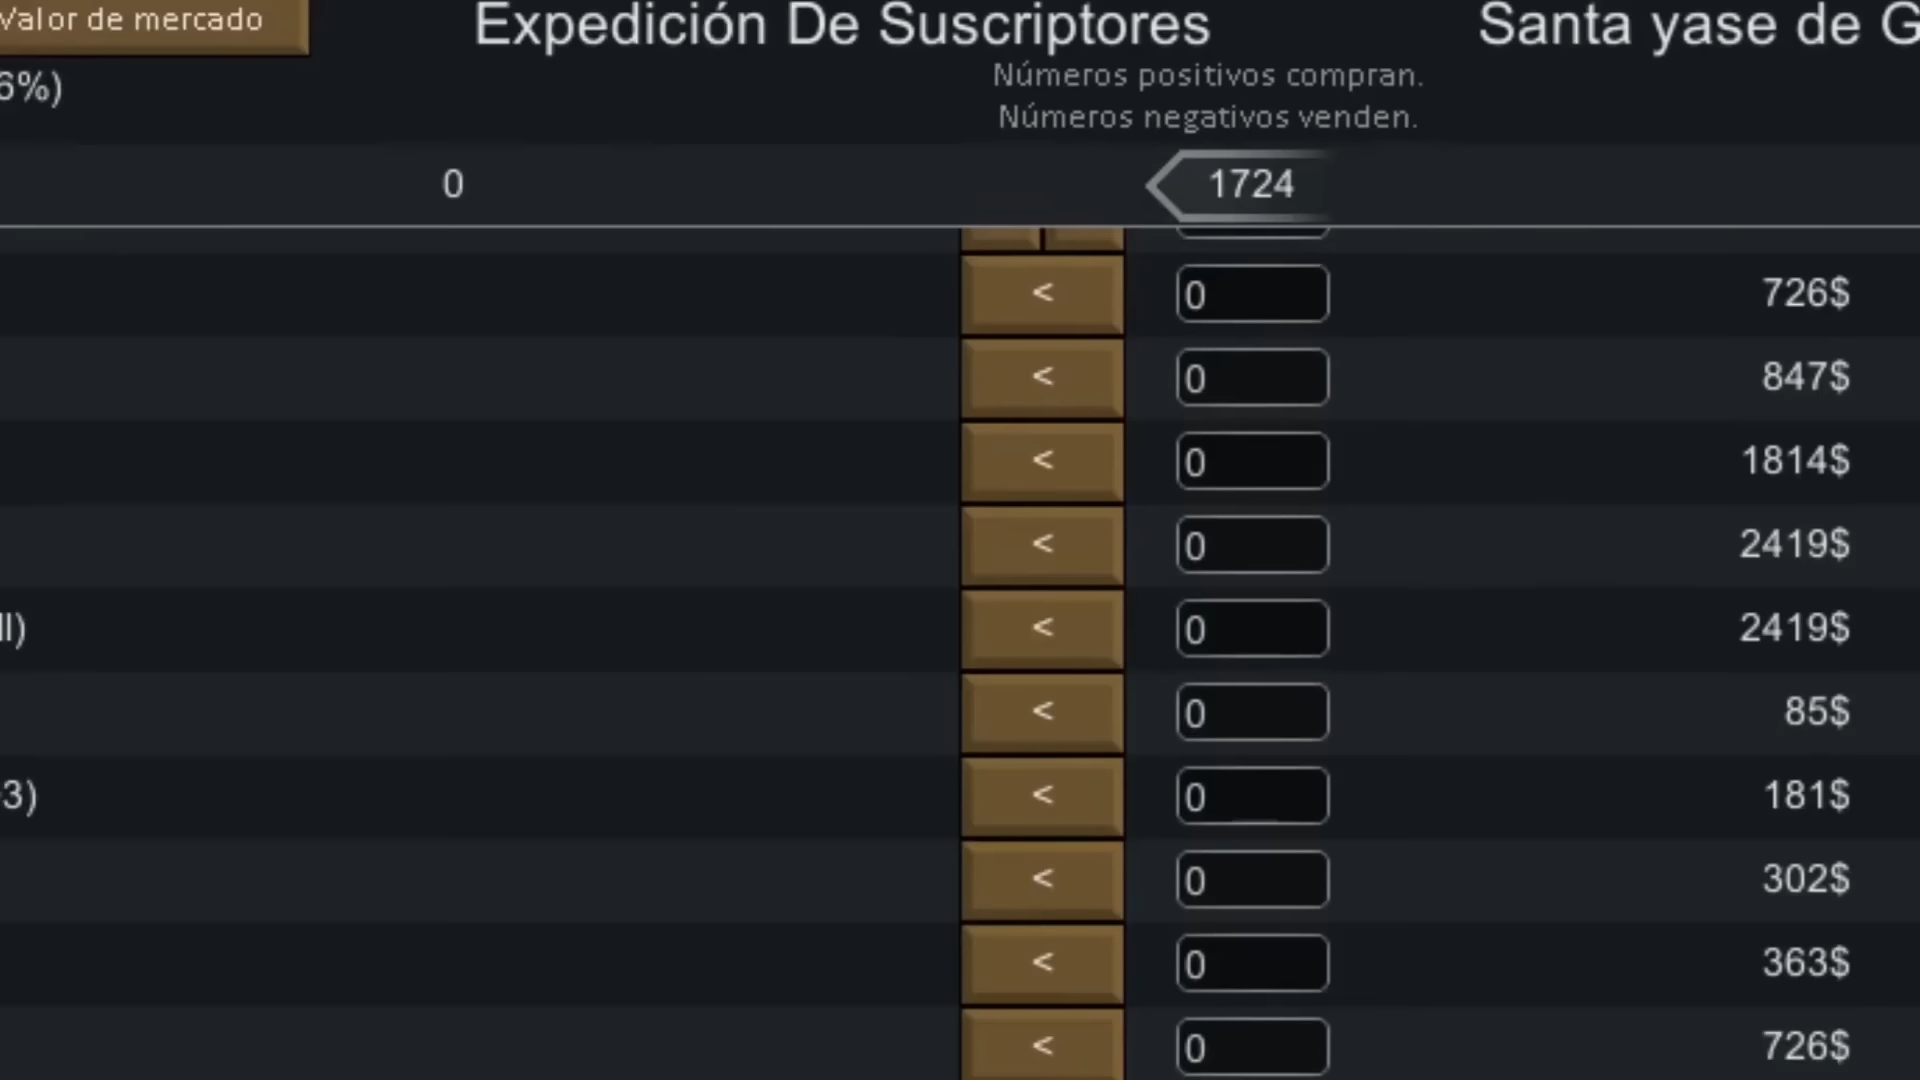 Valor de mercado
Expedición De Suscriptores
Santa yase de G
6%)
Números positivos compran.
Números negativos venden.
0
1724
< 0 726$
< 0 847$
< 0 1814$
< 0 2419$
ll) < 0 2419$
< 0 85$
3) < 0 181$
< 0 302$
< 0 363$
< 0 726$